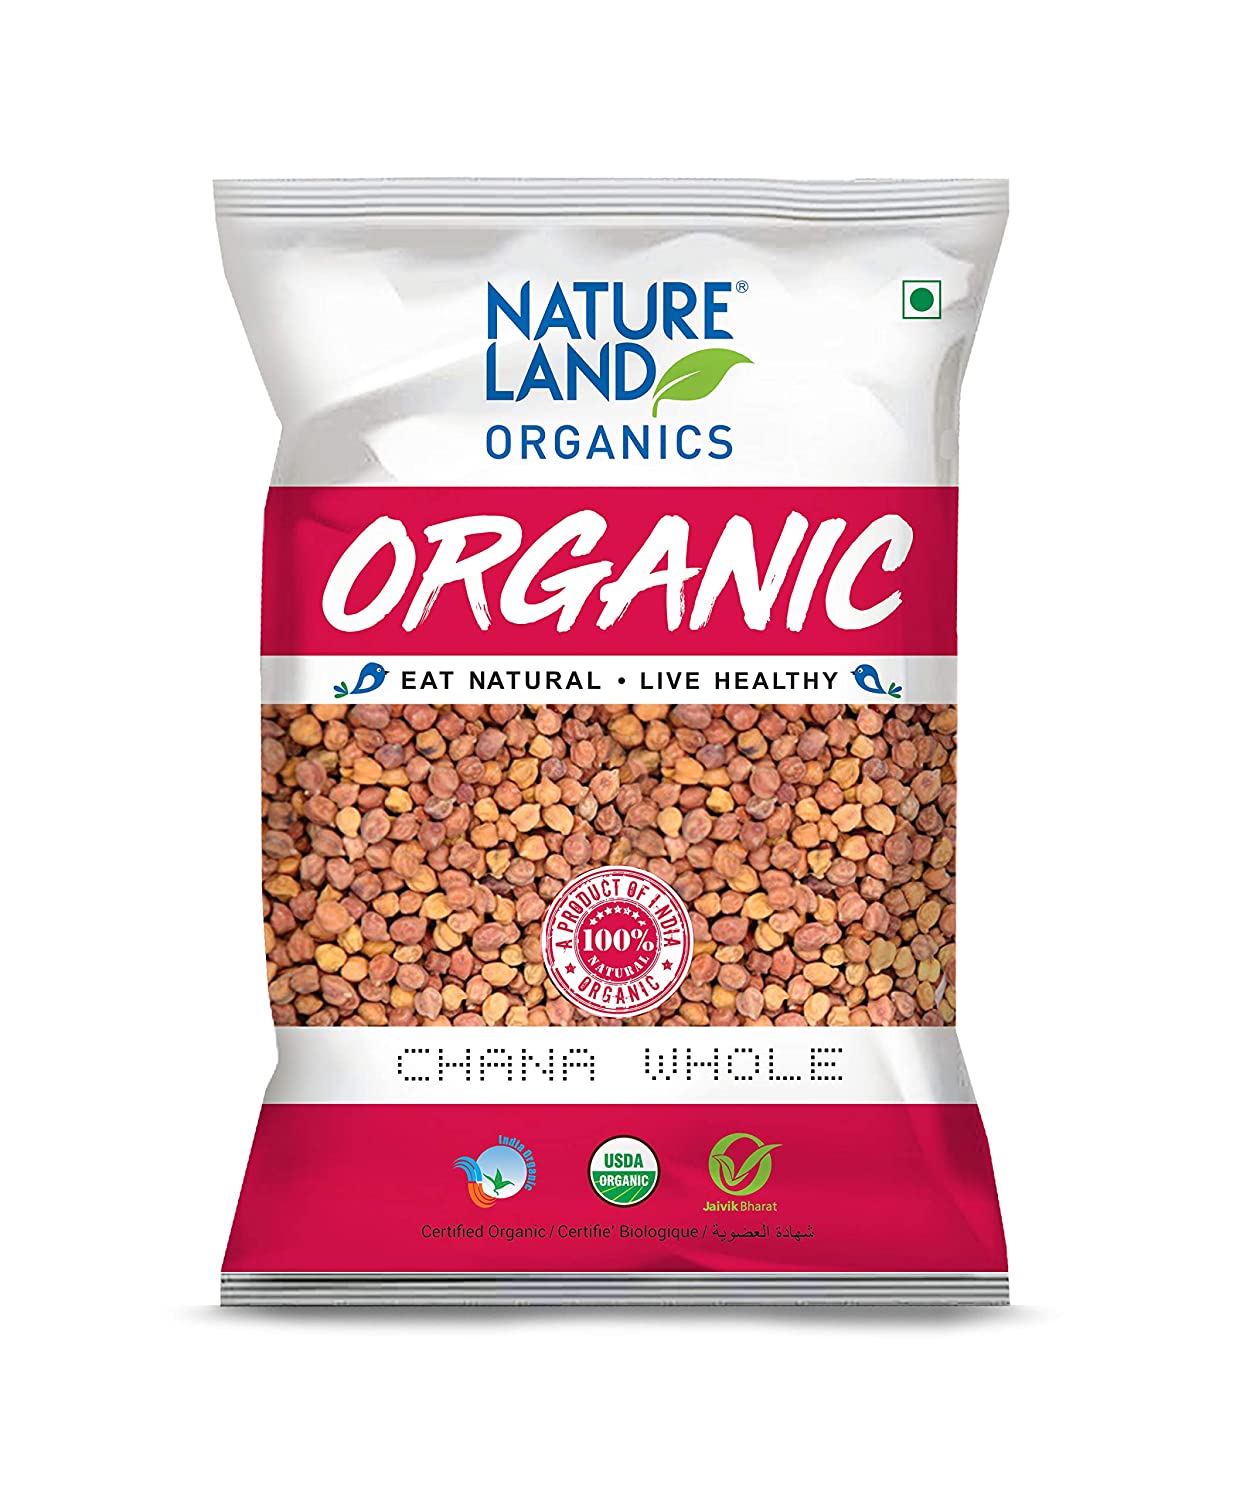 NATURE®
LAND
ORGANICS
ORGANIC
EAT NATURAL • LIVE HEALTHY
A PRODUCT OF INDIA
100%
NATURAL
ORGANIC
CHANA WHOLE
India Organic
USDA
ORGANIC
Jaivik Bharat
Certified Organic / Certifie' Biologique / شهادة العضوية